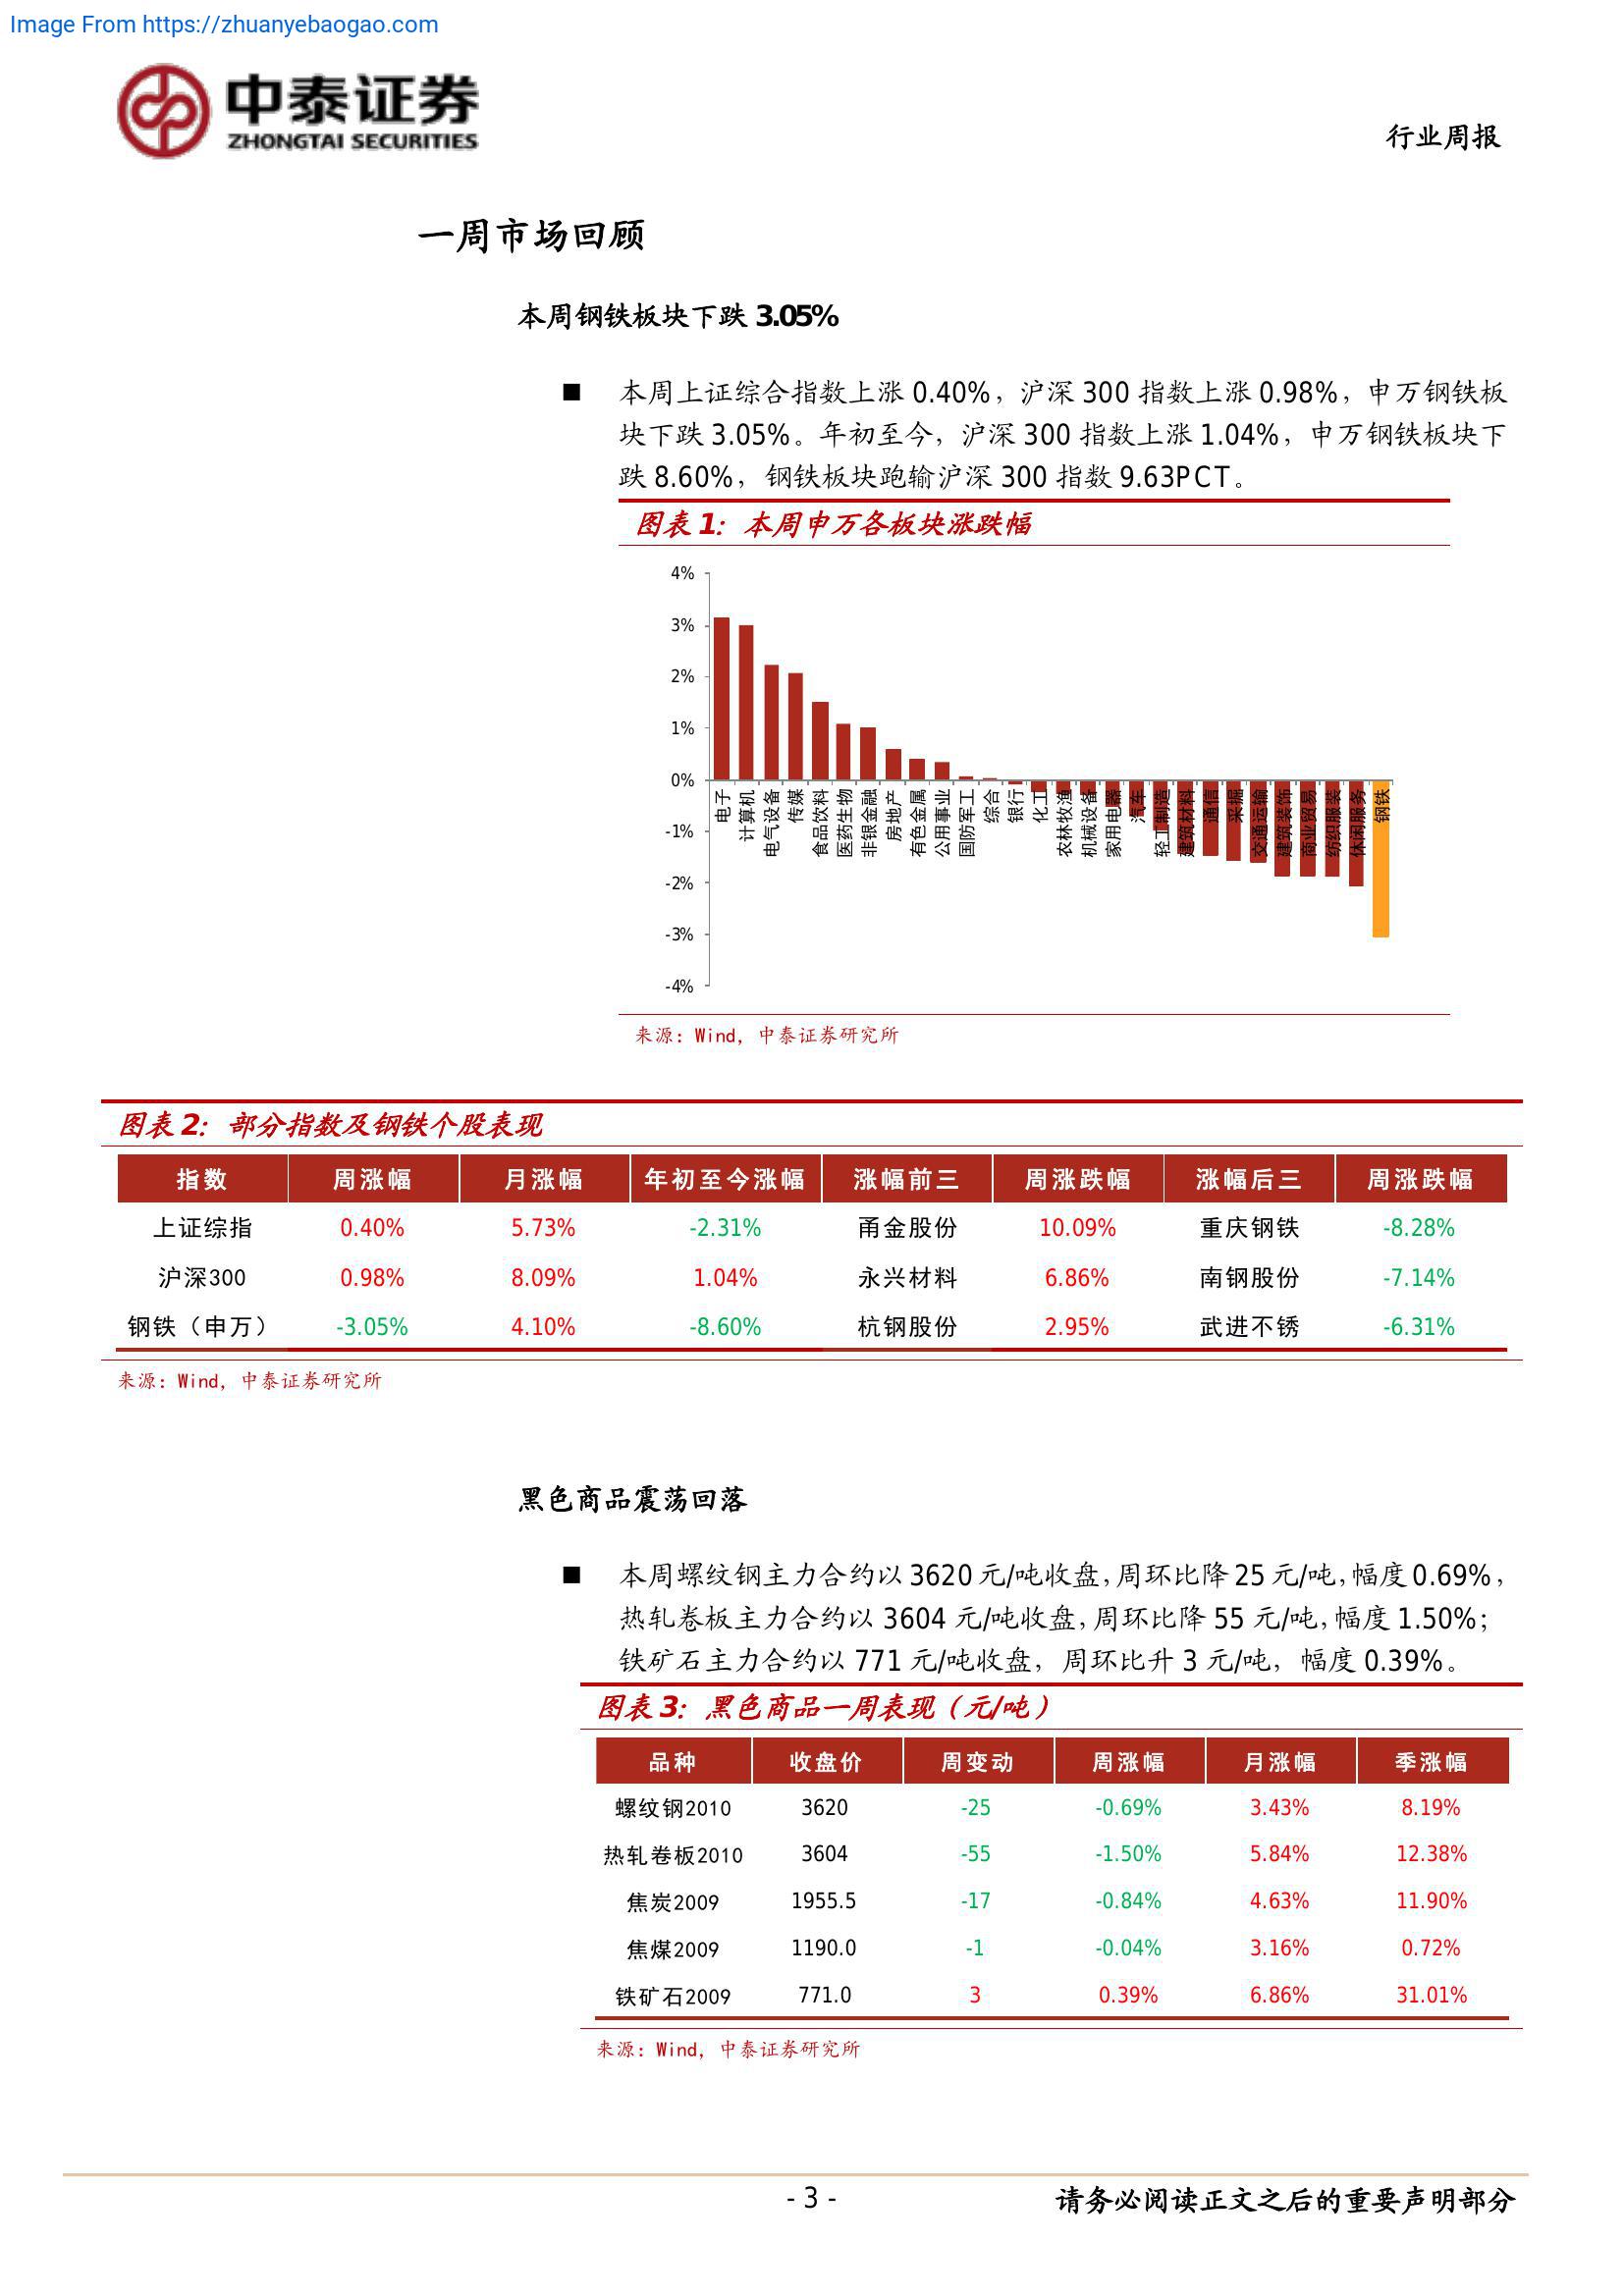 Image From https://zhuanyebaogao.com
中泰证券
ZHONGTAI SECURITIES
行业周报
一周市场回顾
本周钢铁板块下跌 3.05%
■ 本周上证综合指数上涨 0.40%，沪深 300 指数上涨 0.98%，申万钢铁板
块下跌 3.05%。年初至今，沪深 300 指数上涨 1.04%，申万钢铁板块下
跌 8.60%，钢铁板块跑输沪深 300 指数 9.63PCT。
图表 1：本周申万各板块涨跌幅
4%
3%
2%
1%
0%
-1%
-2%
-3%
-4%
电子
计算机
电气设备
传媒
食品饮料
医药生物
非银金融
房地产
有色金属
公用事业
国防军工
综合
银行
化工
农林牧渔
机械设备
家用电器
汽车
轻工制造
建筑材料
通信
采掘
交通运输
建筑装饰
商业贸易
纺织服装
休闲服务
钢铁
来源：Wind，中泰证券研究所
图表 2：部分指数及钢铁个股表现
指数 周涨幅 月涨幅 年初至今涨幅 涨幅前三 周涨跌幅 涨幅后三 周涨跌幅
上证综指 0.40% 5.73% -2.31% 甬金股份 10.09% 重庆钢铁 -8.28%
沪深300 0.98% 8.09% 1.04% 永兴材料 6.86% 南钢股份 -7.14%
钢铁（申万） -3.05% 4.10% -8.60% 杭钢股份 2.95% 武进不锈 -6.31%
来源：Wind，中泰证券研究所
黑色商品震荡回落
■ 本周螺纹钢主力合约以 3620 元/吨收盘，周环比降 25 元/吨，幅度 0.69%，
热轧卷板主力合约以 3604 元/吨收盘，周环比降 55 元/吨，幅度 1.50%；
铁矿石主力合约以 771 元/吨收盘，周环比升 3 元/吨，幅度 0.39%。
图表 3：黑色商品一周表现（元/吨）
品种 收盘价 周变动 周涨幅 月涨幅 季涨幅
螺纹钢2010 3620 -25 -0.69% 3.43% 8.19%
热轧卷板2010 3604 -55 -1.50% 5.84% 12.38%
焦炭2009 1955.5 -17 -0.84% 4.63% 11.90%
焦煤2009 1190.0 -1 -0.04% 3.16% 0.72%
铁矿石2009 771.0 3 0.39% 6.86% 31.01%
来源：Wind，中泰证券研究所
- 3 -
请务必阅读正文之后的重要声明部分